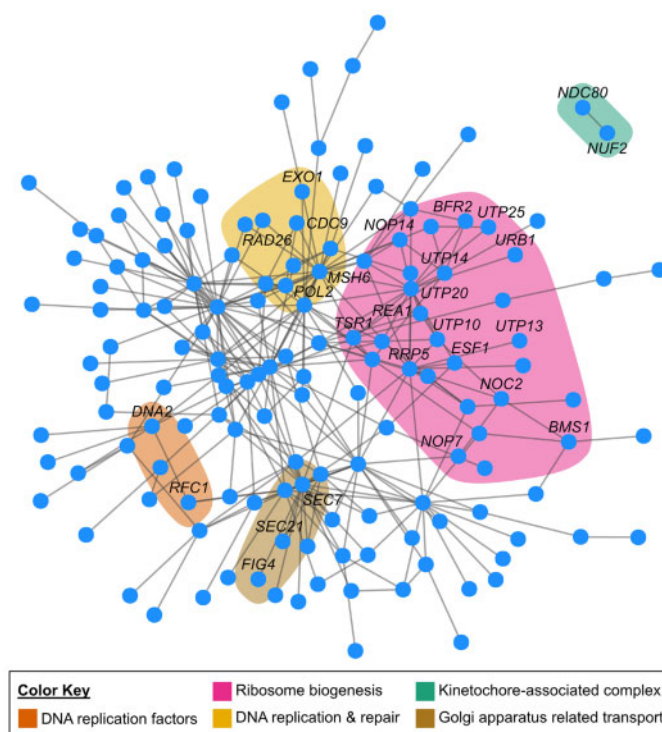 NDC80
NUF2
EXO1
CDC9
RAD26
BFR2
UTP25
NOP14
URB1
UTP14
MSH6
POL2
UTP20
REA1
TSR1
UTP10
UTP13
RRP5
ESF1
NOC2
DNA2
BMS1
NOP7
RFC1
SEC7
SEC21
FIG4
Color Key
Ribosome biogenesis
Kinetochore-associated complex
DNA replication factors
DNA replication & repair
Golgi apparatus related transport